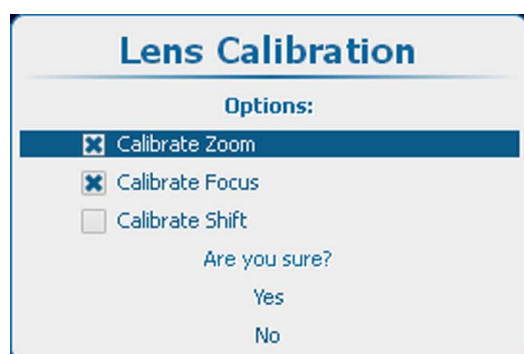 Lens Calibration
Options:
Calibrate Zoom
Calibrate Focus
Calibrate Shift
Are you sure?
Yes
No